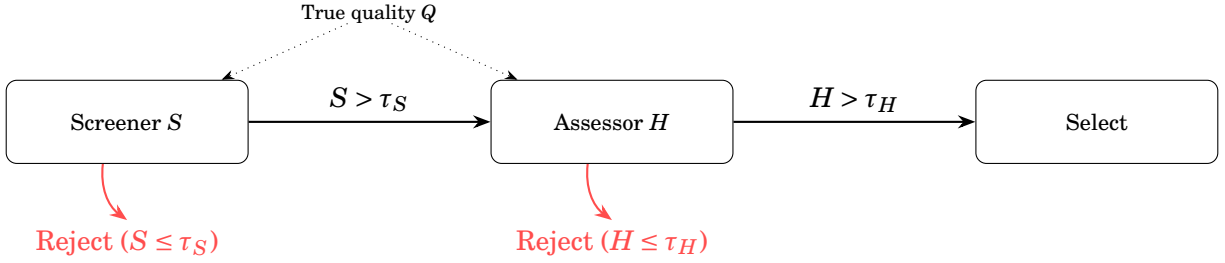 True quality Q
Screener S
S > τ_S
Assessor H
H > τ_H
Select
Reject (S ≤ τ_S)
Reject (H ≤ τ_H)